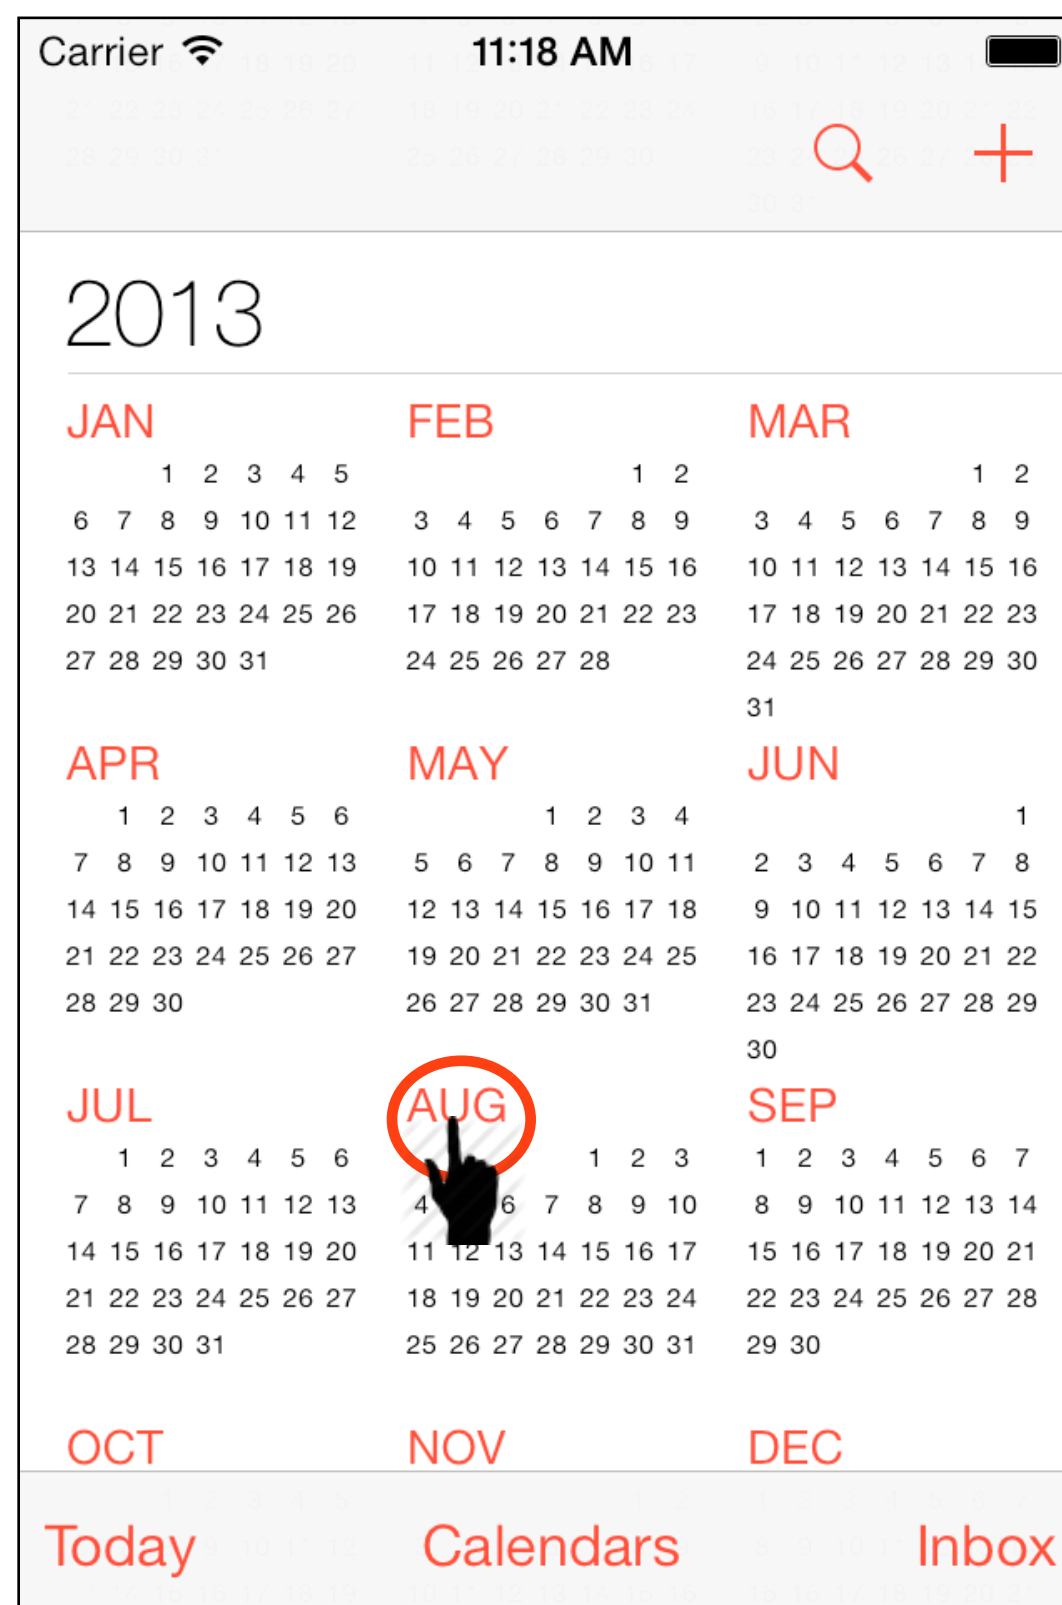 Carrier 11:18 AM
2013
JAN FEB MAR
1 2 3 4 5 1 2 1 2
6 7 8 9 10 11 12 3 4 5 6 7 8 9 3 4 5 6 7 8 9
13 14 15 16 17 18 19 10 11 12 13 14 15 16 10 11 12 13 14 15 16
20 21 22 23 24 25 26 17 18 19 20 21 22 23 17 18 19 20 21 22 23
27 28 29 30 31 24 25 26 27 28 24 25 26 27 28 29 30
31
APR MAY JUN
1 2 3 4 5 6 1 2 3 4 1
7 8 9 10 11 12 13 5 6 7 8 9 10 11 2 3 4 5 6 7 8
14 15 16 17 18 19 20 12 13 14 15 16 17 18 9 10 11 12 13 14 15
21 22 23 24 25 26 27 19 20 21 22 23 24 25 16 17 18 19 20 21 22
28 29 30 26 27 28 29 30 31 23 24 25 26 27 28 29
30
JUL AUG SEP
1 2 3 4 5 6 1 2 3 1 2 3 4 5 6 7
7 8 9 10 11 12 13 4 6 7 8 9 10 8 9 10 11 12 13 14
14 15 16 17 18 19 20 11 12 13 14 15 16 17 15 16 17 18 19 20 21
21 22 23 24 25 26 27 18 19 20 21 22 23 24 22 23 24 25 26 27 28
28 29 30 31 25 26 27 28 29 30 31 29 30
OCT NOV DEC
Today Calendars Inbox